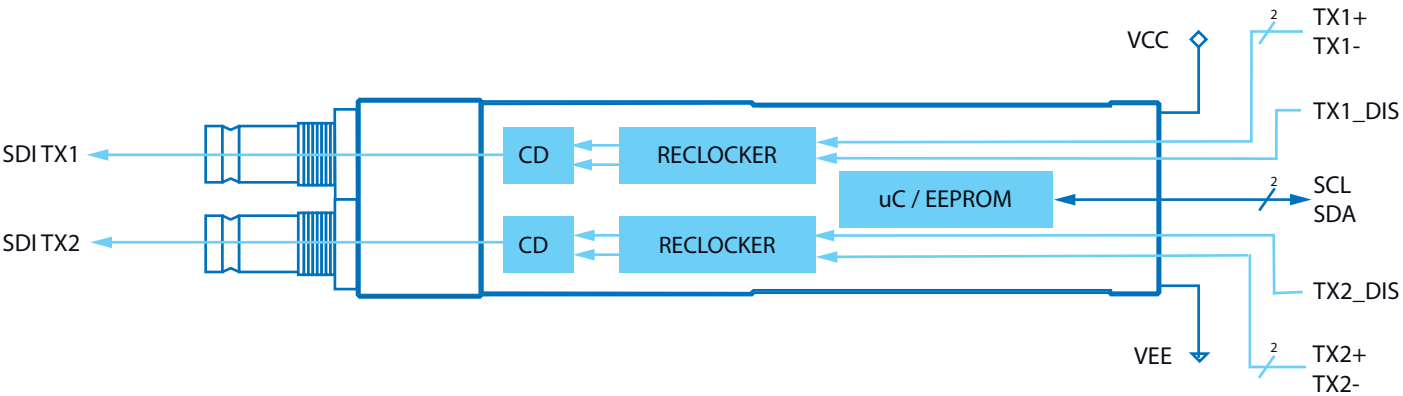 2
TX1+
TX1-
VCC
TX1_DIS
SDI TX1
CD
RECLOCKER
uC / EEPROM
2
SCL
SDA
SDI TX2
CD
RECLOCKER
TX2_DIS
VEE
2
TX2+
TX2-